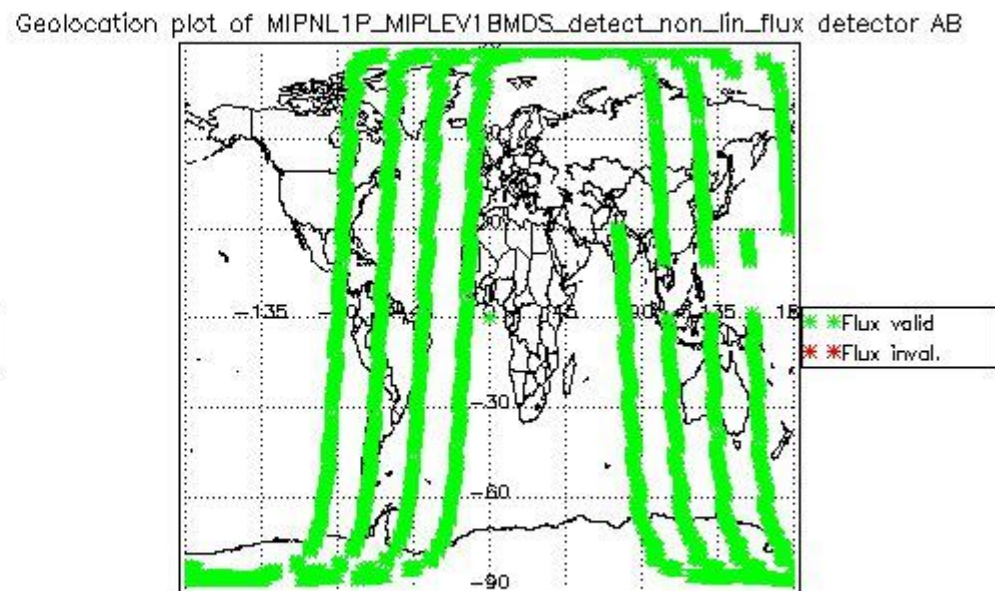 Geolocation plot of MIPNL1P_MIPLEV1BMDS_detect_non_lin_flux detector AB
-135
45
-30
-60
-90
✳ ✳Flux valid
✳ ✳Flux inval.